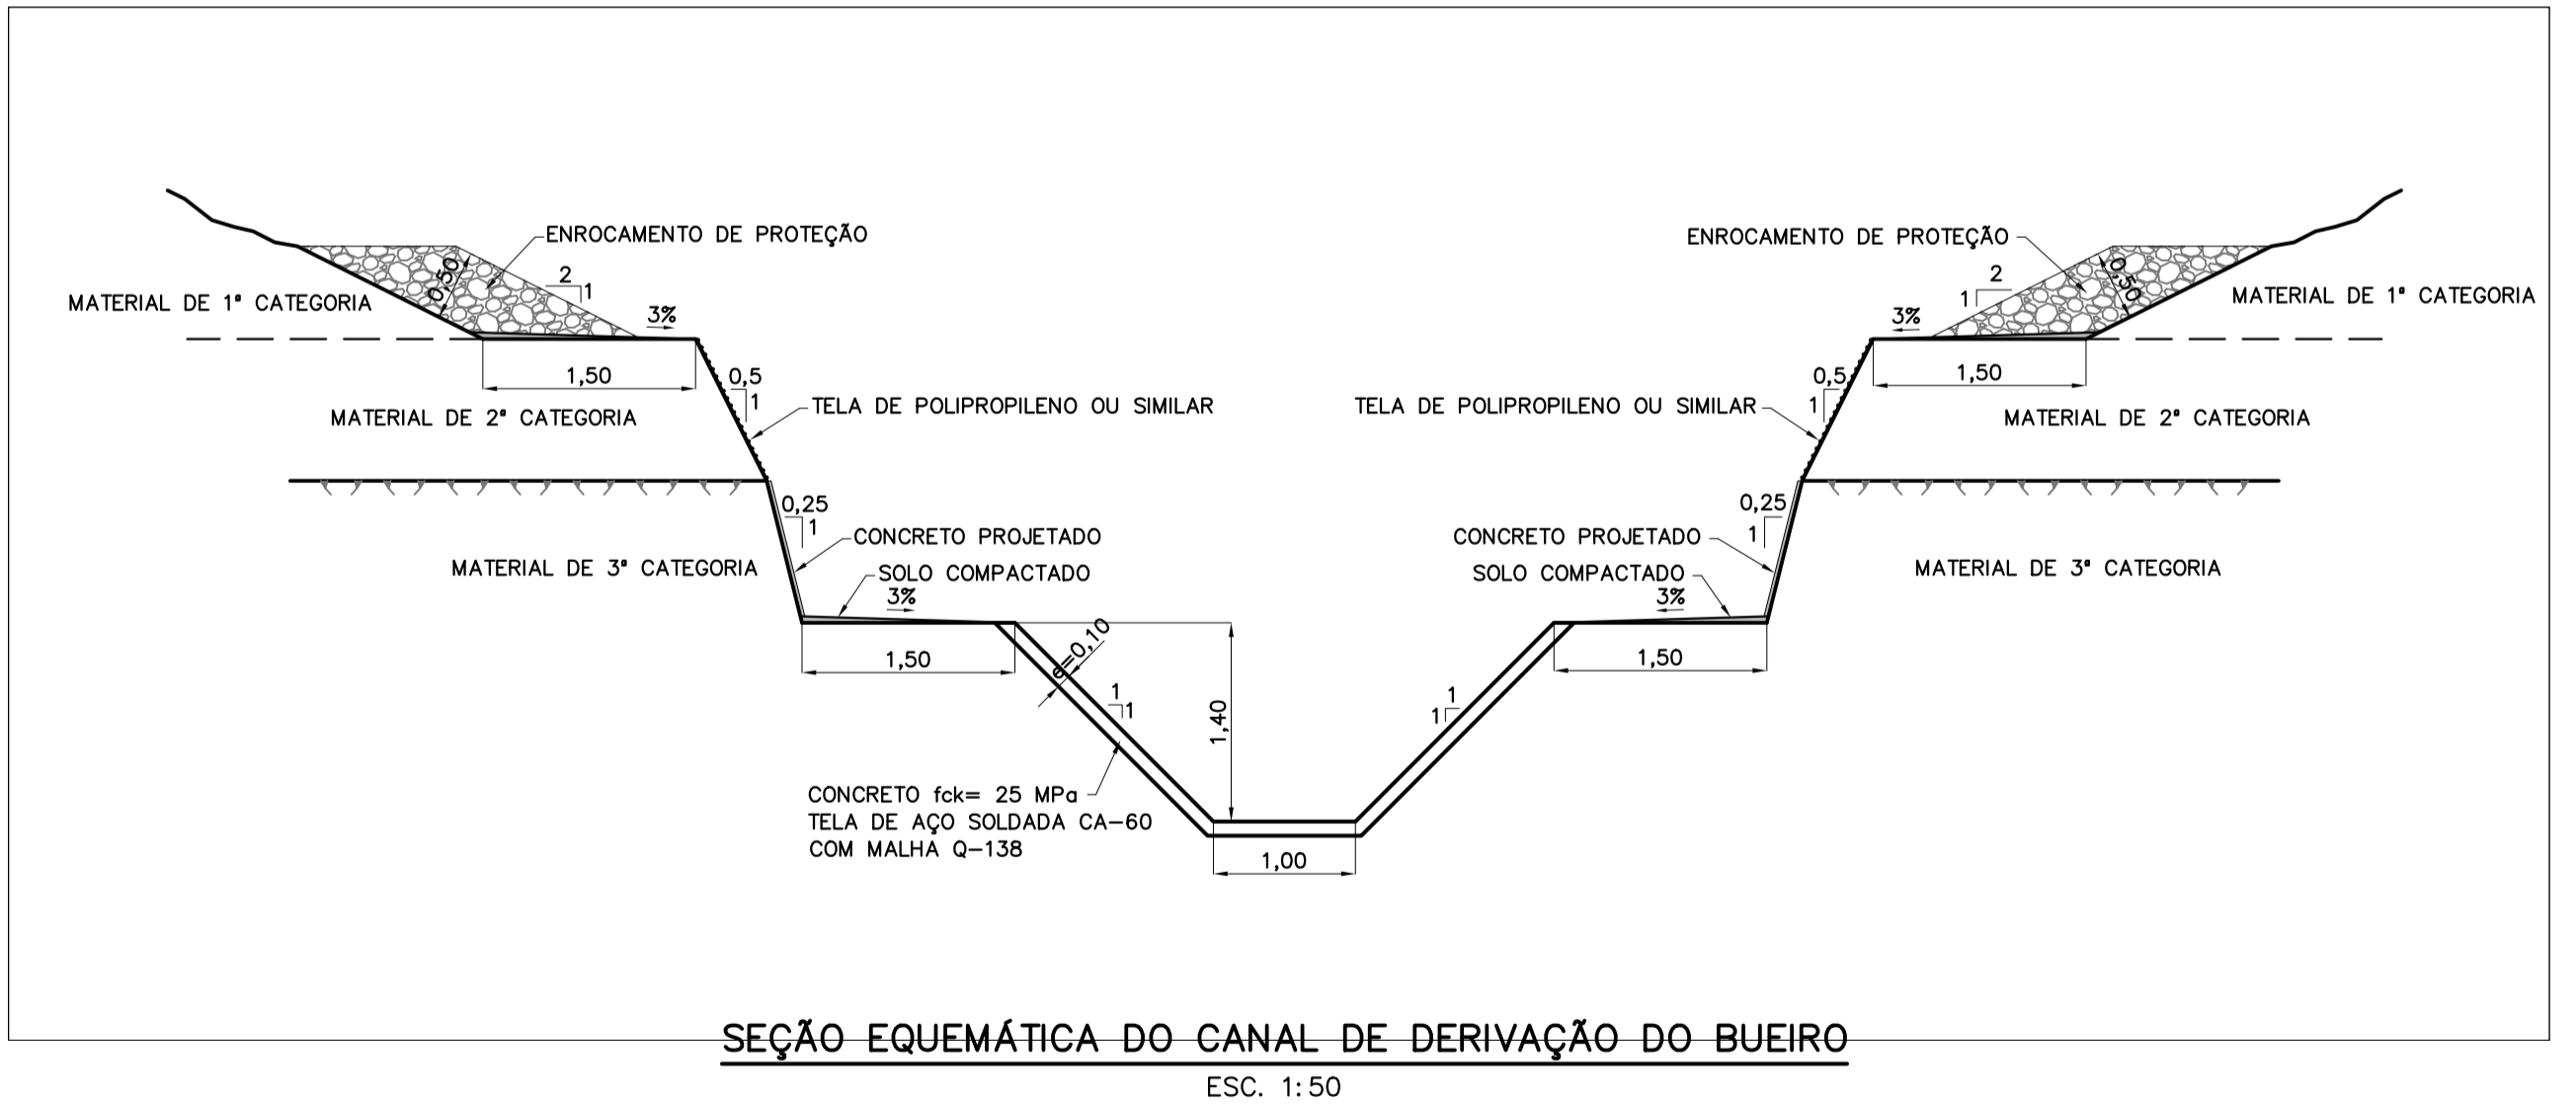 ENROCAMENTO DE PROTEÇÃO
ENROCAMENTO DE PROTEÇÃO
0,50
2
1
3%
MATERIAL DE 1ª CATEGORIA
2
1
3%
0,50
MATERIAL DE 1ª CATEGORIA
1,50
0,5
1
0,5
1
1,50
MATERIAL DE 2ª CATEGORIA
TELA DE POLIPROPILENO OU SIMILAR
TELA DE POLIPROPILENO OU SIMILAR
MATERIAL DE 2ª CATEGORIA
0,25
1
0,25
1
CONCRETO PROJETADO
CONCRETO PROJETADO
MATERIAL DE 3ª CATEGORIA
SOLO COMPACTADO
SOLO COMPACTADO
MATERIAL DE 3ª CATEGORIA
3%
3%
1,50
e=0,10
1,50
1
1
1,40
1
1
CONCRETO fck= 25 MPa
TELA DE AÇO SOLDADA CA-60
COM MALHA Q-138
1,00
SEÇÃO EQUEMÁTICA DO CANAL DE DERIVAÇÃO DO BUEIRO
ESC. 1:50